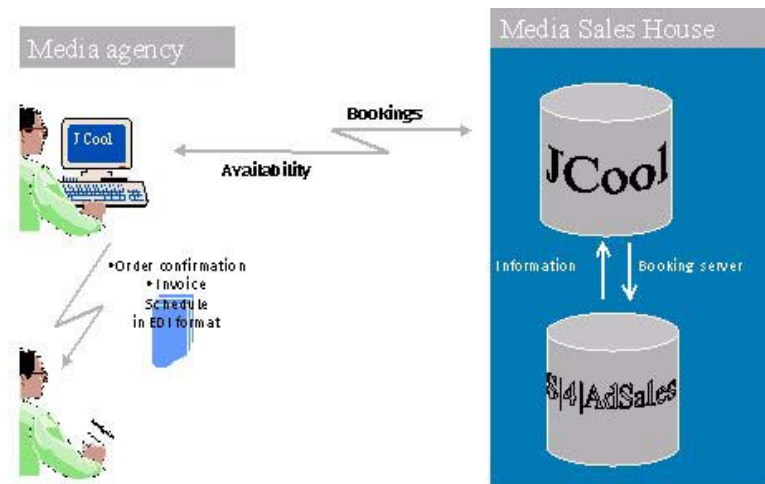 Media agency
Media Sales House
J Cool
Bookings
Availability
JCool
•Order confirmation
•Invoice
Schedule
in EDI format
Information
Booking server
S|4|AdSales